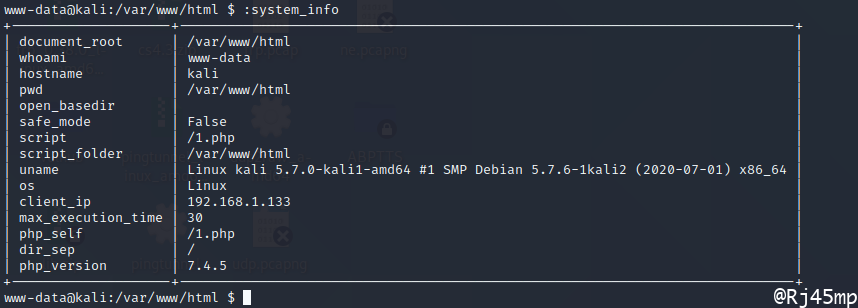 www-data@kali:/var/www/html $ :system_info
document_root | /var/www/html
whoami | www-data
hostname | kali
pwd | /var/www/html
open_basedir |
safe_mode | False
script | /1.php
script_folder | /var/www/html
uname | Linux kali 5.7.0-kali1-amd64 #1 SMP Debian 5.7.6-1kali2 (2020-07-01) x86_64
os | Linux
client_ip | 192.168.1.133
max_execution_time | 30
php_self | /1.php
dir_sep | /
php_version | 7.4.5
www-data@kali:/var/www/html $
@Rj45mp